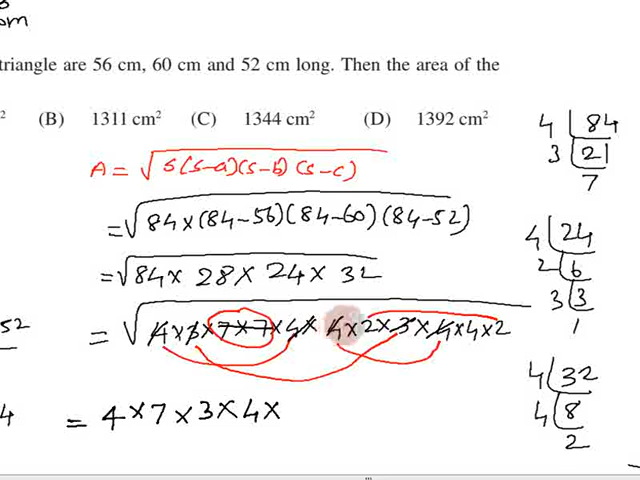 cm
triangle are 56 cm, 60 cm and 52 cm long. Then the area of the
(B) 1311 cm² (C) 1344 cm² (D) 1392 cm²
A = √s(s-a)(s-b)(s-c)
= √84×(84-56)(84-60)(84-52)
= √84× 28× 24× 32
= √4×3×7×7×4× 4×2×3×4×4×2
= 4×7×3×4×
52
4
4 84
3 21
7
4 24
2 6
3 3
1
4 32
4 8
2